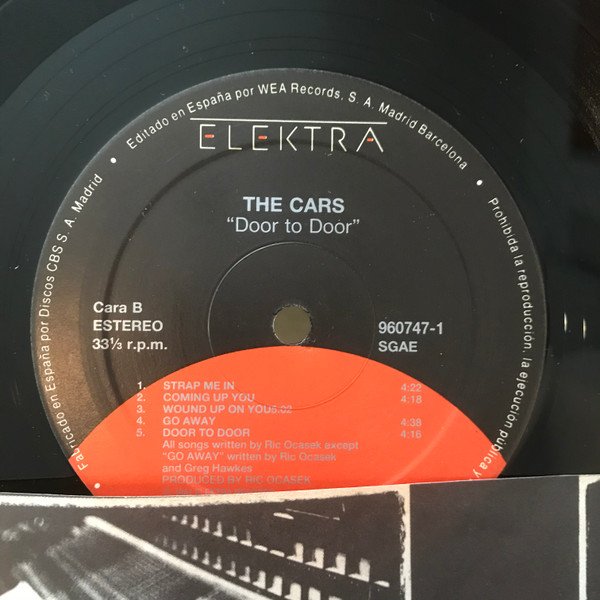 Fabricado en España por Discos CBS S. A. Madrid • Editado en España por WEA Records, S. A. Madrid Barcelona • Prohibida la reproducción, la ejecución pública y
ELEKTRA
THE CARS
“Door to Door”
Cara B
ESTEREO
33⅓ r.p.m.
960747-1
SGAE
1. STRAP ME IN 4:22
2. COMING UP YOU 4:18
3. WOUND UP ON YOU5.02
4. GO AWAY 4:38
5. DOOR TO DOOR 4:16
All songs written by Ric Ocasek except
“GO AWAY” written by Ric Ocasek
and Greg Hawkes
PRODUCED BY RIC OCASEK